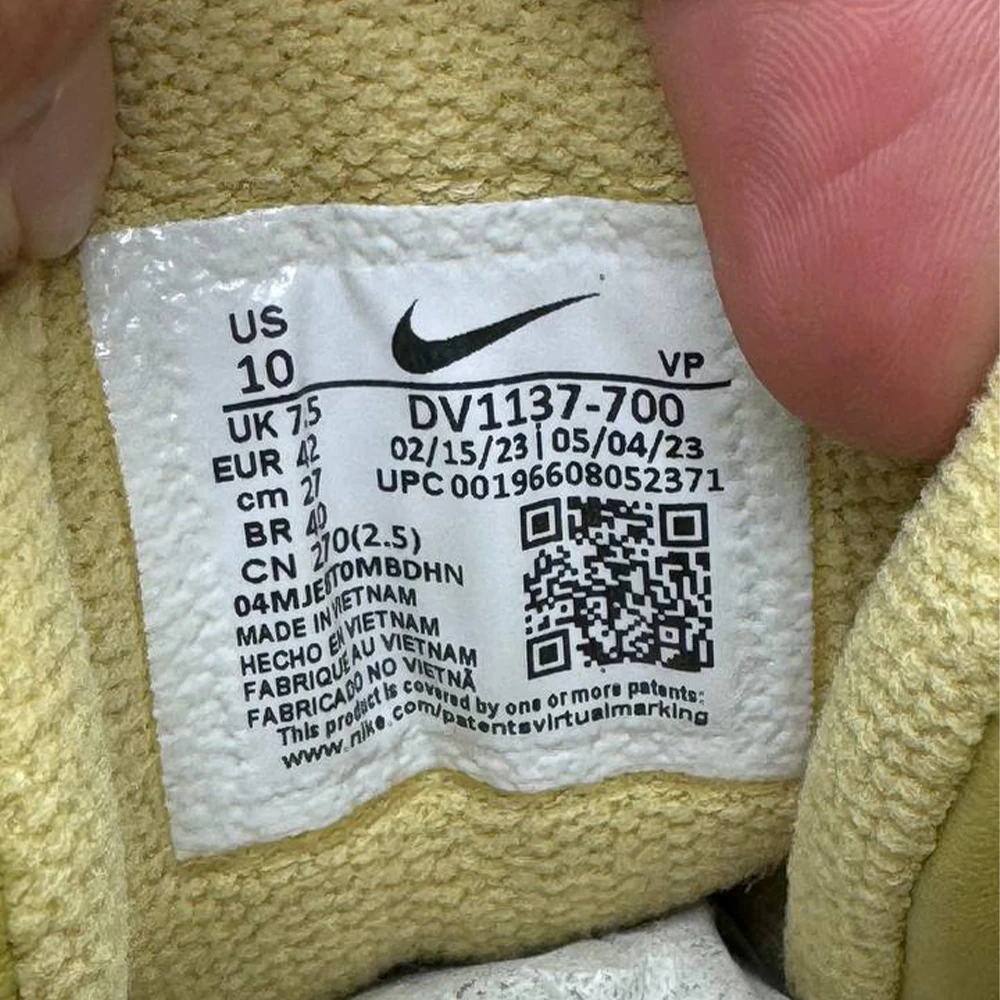 US
10
VP
UK 7.5
EUR 42
cm 27
BR 40
CN 270(2.5)
DV1137-700
02/15/23|05/04/23
UPC 00196608052371
MADE IN VIETNAM
HECHO EN VIETNAM
FABRIQUE AU VIETNAM
FABRICADO NO VIETNÃ
This product is covered by one or more patents:
www.nike.com/patentsvirtualmarking